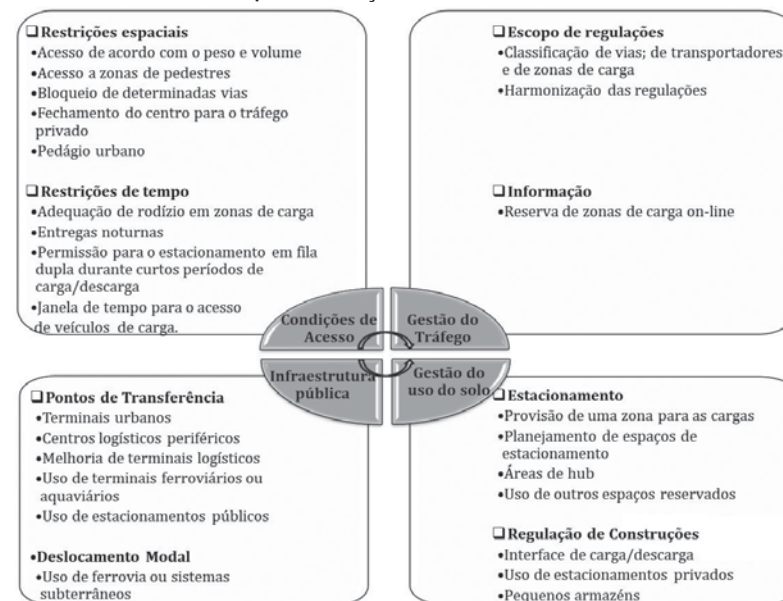 ❑Restrições espaciais
•Acesso de acordo com o peso e volume
•Acesso a zonas de pedestres
•Bloqueio de determinadas vias
•Fechamento do centro para o tráfego
privado
•Pedágio urbano
❑Restrições de tempo
•Adequação de rodízio em zonas de carga
•Entregas noturnas
•Permissão para o estacionamento em fila
dupla durante curtos períodos de
carga/descarga
•Janela de tempo para o acesso
de veículos de carga.
❑Escopo de regulações
•Classificação de vias; de transportadores
e de zonas de carga
•Harmonização das regulações
❑Informação
•Reserva de zonas de carga on-line
Condições de
Acesso
Gestão do
Tráfego
Infraestrutura
pública
Gestão do
uso do solo
❑Pontos de Transferência
•Terminais urbanos
•Centros logísticos periféricos
•Melhoria de terminais logísticos
•Uso de terminais ferroviários ou
aquaviários
•Uso de estacionamentos públicos
•Deslocamento Modal
•Uso de ferrovia ou sistemas
subterrâneos
❑Estacionamento
•Provisão de uma zona para as cargas
•Planejamento de espaços de
estacionamento
•Áreas de hub
•Uso de outros espaços reservados
❑Regulação de Construções
•Interface de carga/descarga
•Uso de estacionamentos privados
•Pequenos armazéns